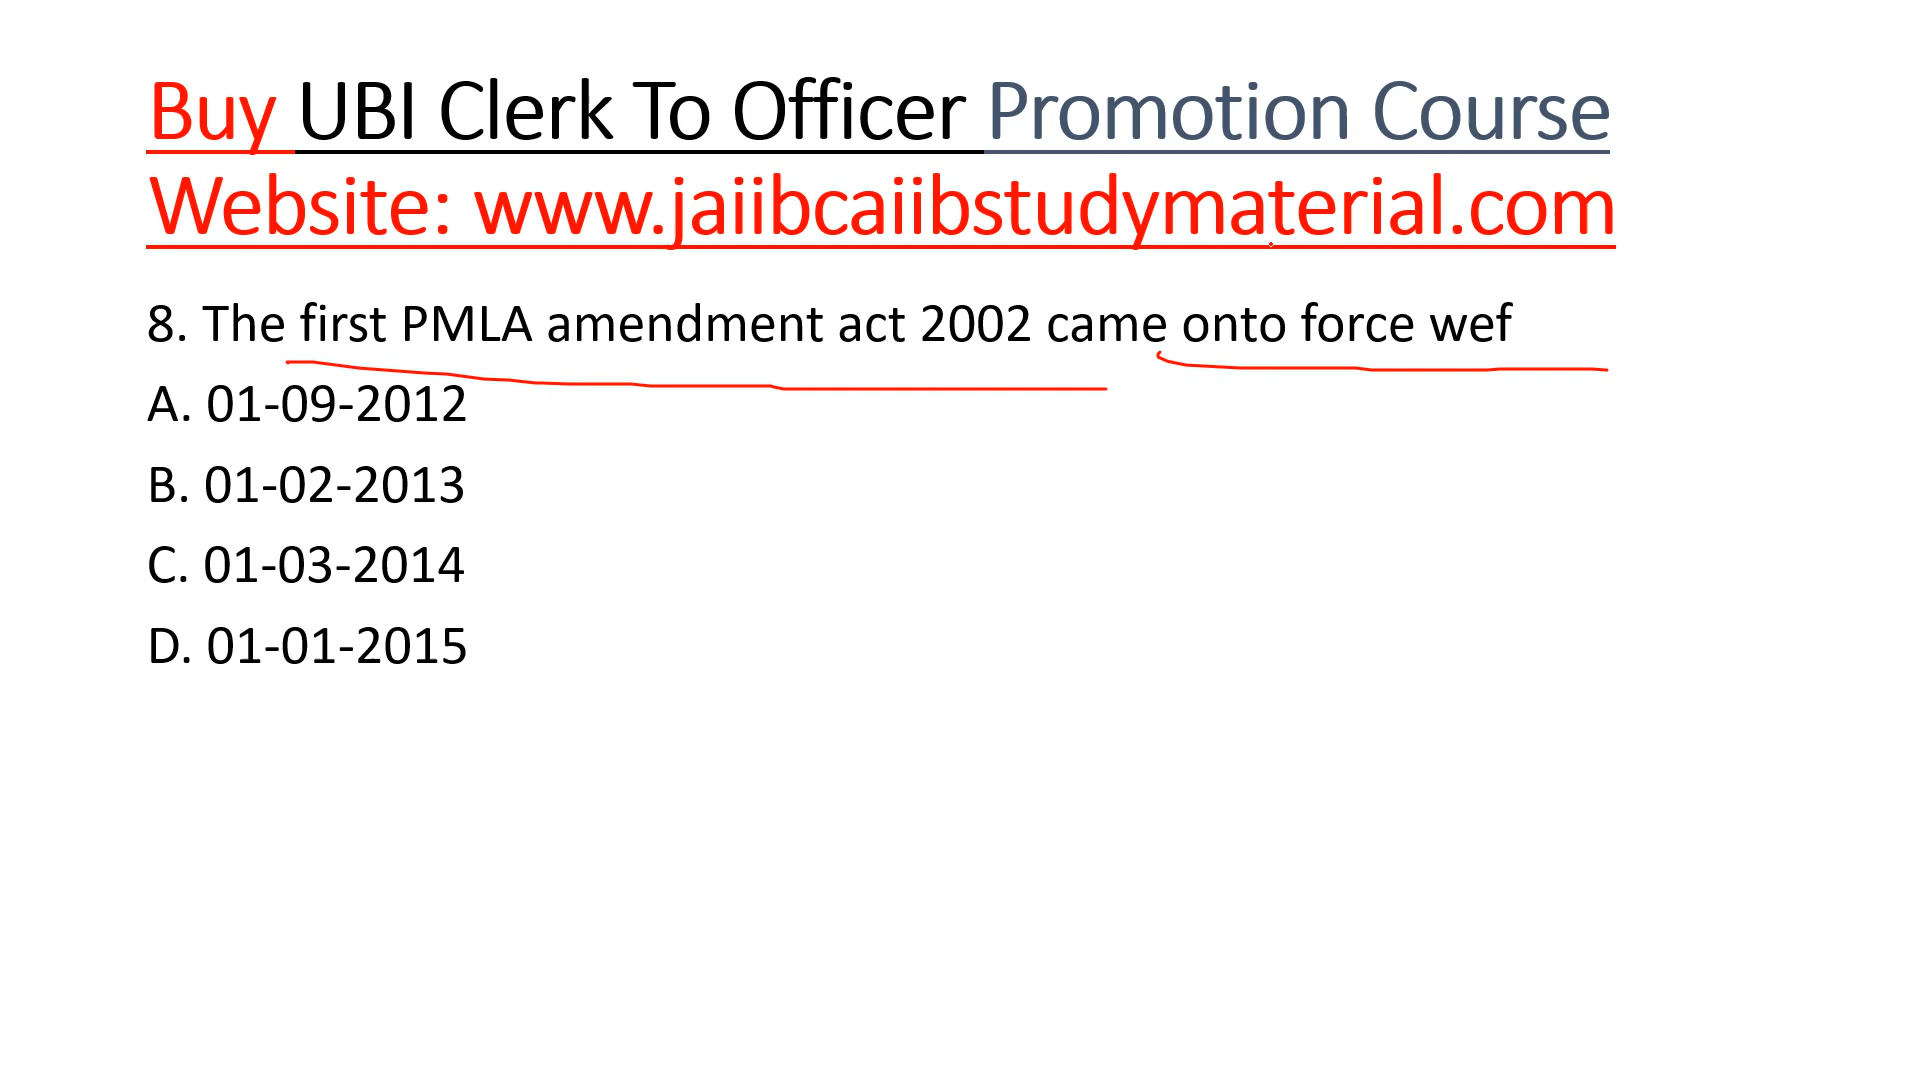 Buy UBI Clerk To Officer Promotion Course
Website: www.jaiibcaiibstudymaterial.com
8. The first PMLA amendment act 2002 came onto force wef
A. 01-09-2012
B. 01-02-2013
C. 01-03-2014
D. 01-01-2015